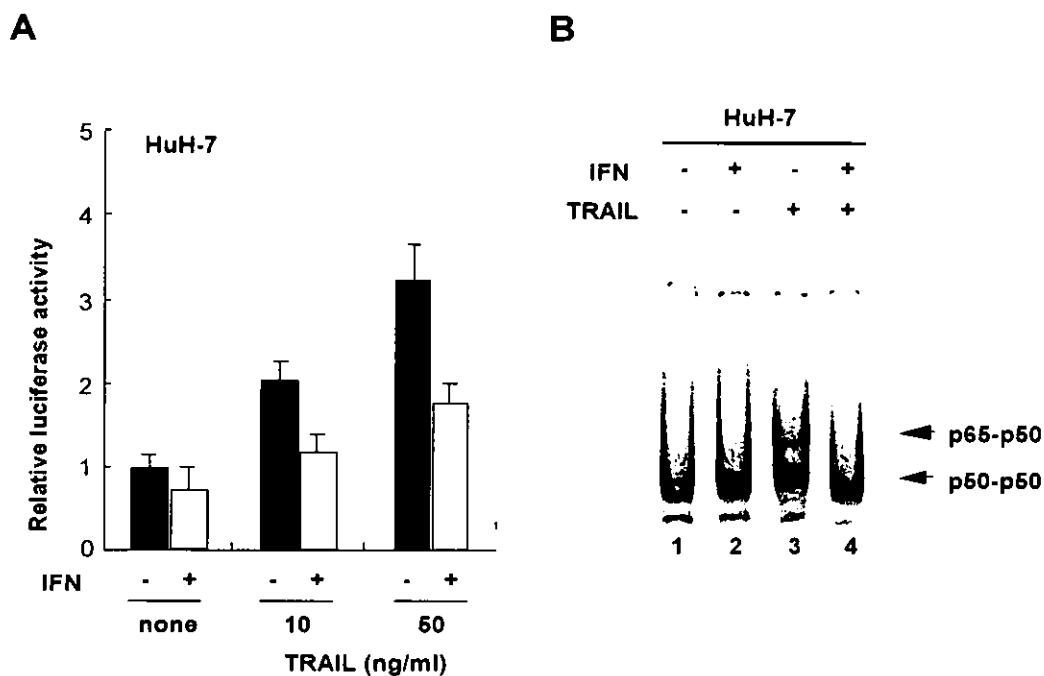 A
HuH-7
Relative luciferase activity
5
4
3
2
1
0
IFN - + - + - +
none 10 50
TRAIL (ng/ml)
B
HuH-7
IFN - + - +
TRAIL - - + +
p65-p50
p50-p50
1 2 3 4